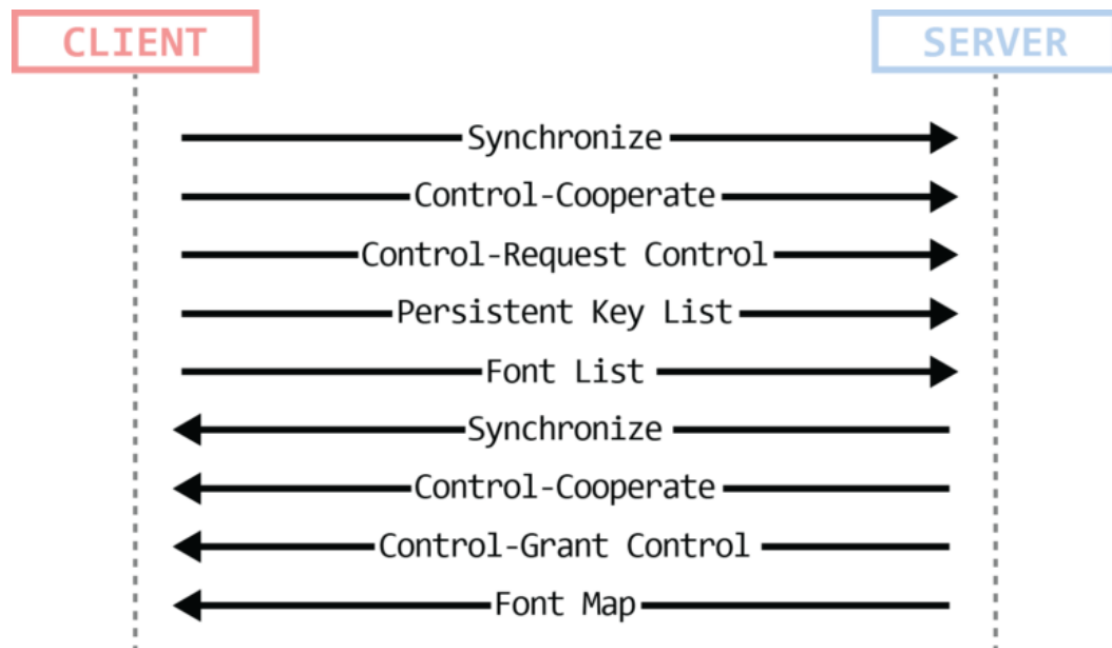 CLIENT SERVER
Synchronize
Control-Cooperate
Control-Request Control
Persistent Key List
Font List
Synchronize
Control-Cooperate
Control-Grant Control
Font Map